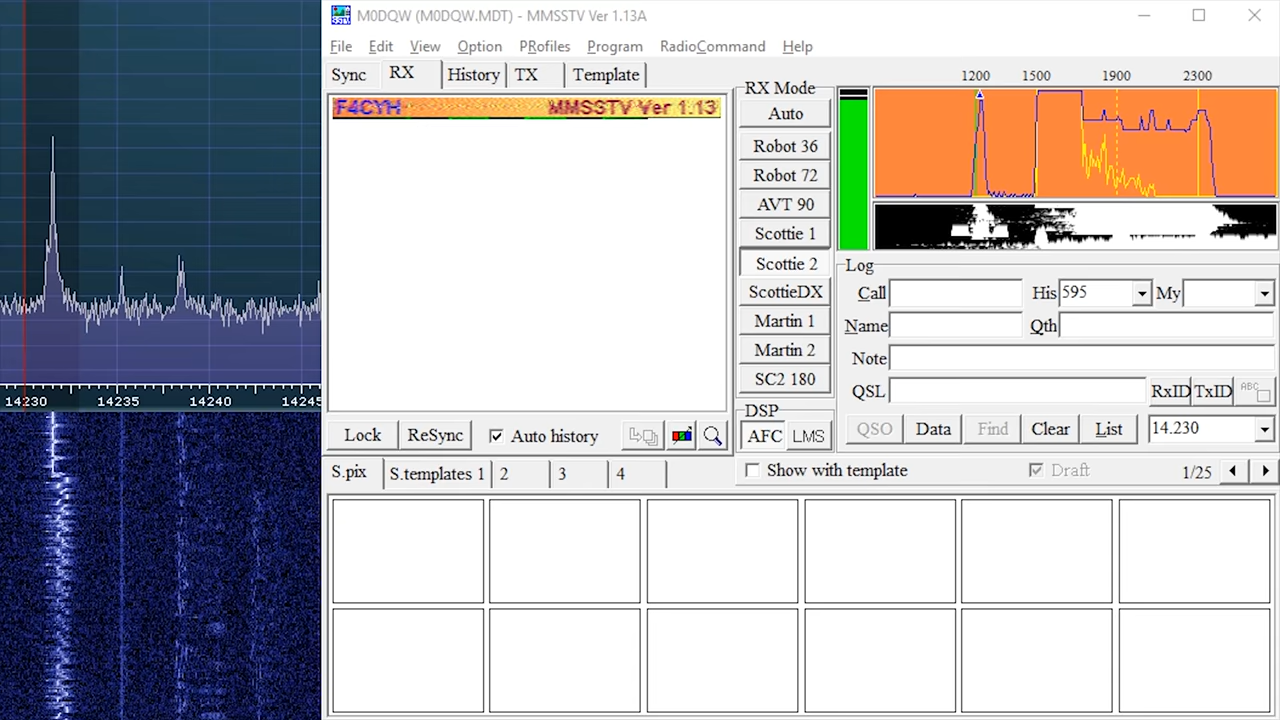 M0DQW (M0DQW.MDT) - MMSSTV Ver 1.13A
File Edit View Option PRofiles Program RadioCommand Help
Sync RX History TX Template
F4CYH MMSSTV Ver 1.13
RX Mode
Auto
Robot 36
Robot 72
AVT 90
Scottie 1
Scottie 2
ScottieDX
Martin 1
Martin 2
SC2 180
DSP
AFC LMS
1200 1500 1900 2300
Log
Call His 595 My
Name Qth
Note
QSL RxID TxID ABC
QSO Data Find Clear List 14.230
Lock ReSync Auto history
Show with template Draft 1/25
S.pix S.templates 1 2 3 4
14230 14235 14240 14245